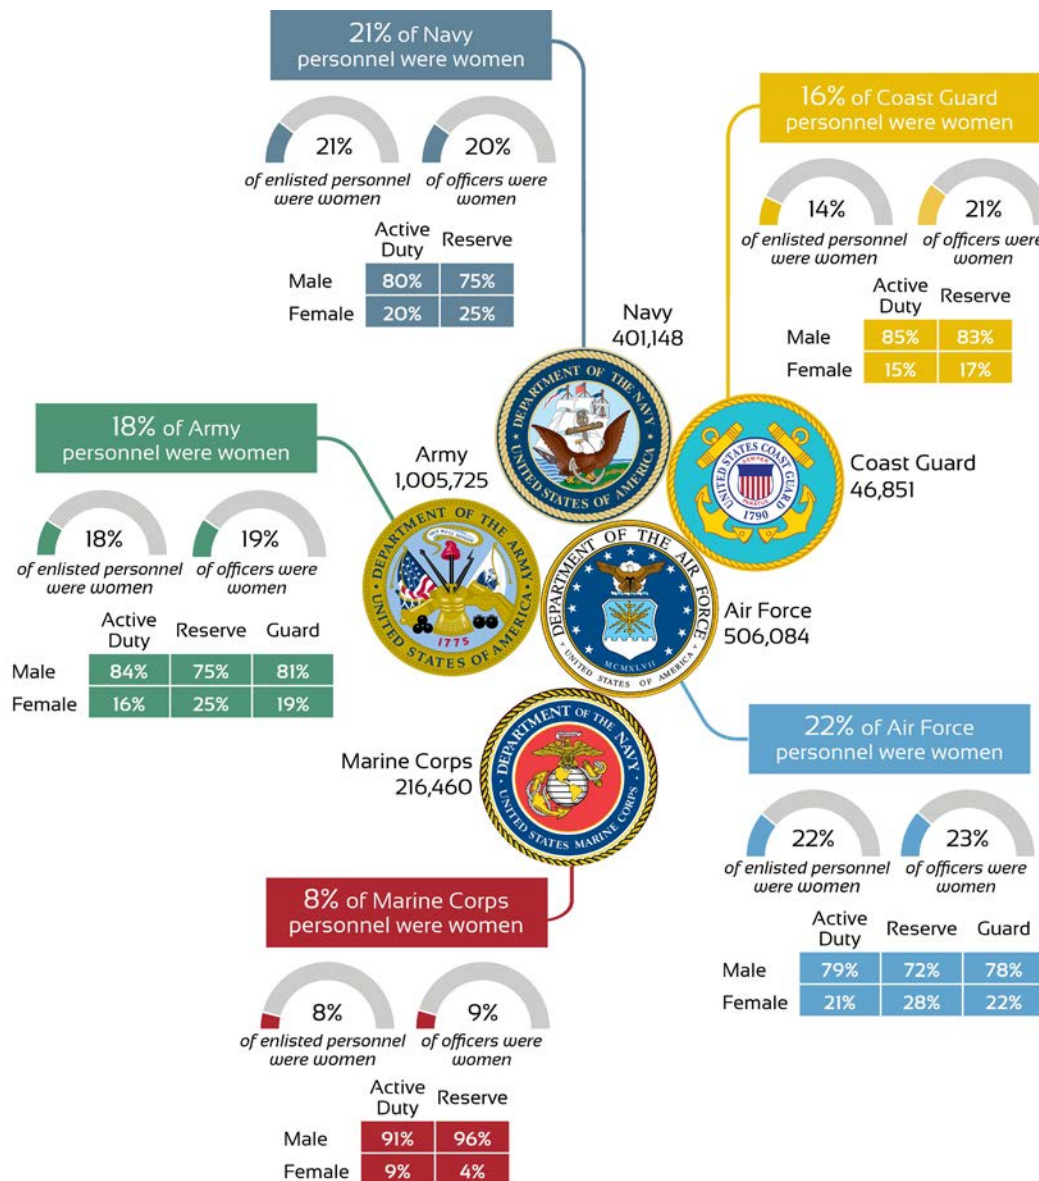 21% of Navy
personnel were women
21%
of enlisted personnel
were women
20%
of officers were
women
Active
Duty
Reserve
Male
80%
75%
Female
20%
25%
Navy
401,148
16% of Coast Guard
personnel were women
14%
of enlisted personnel
were women
21%
of officers were
women
Active
Duty
Reserve
Male
85%
83%
Female
15%
17%
DEPARTMENT OF THE NAVY
UNITED STATES OF AMERICA
18% of Army
personnel were women
18%
of enlisted personnel
were women
19%
of officers were
women
Active
Duty
Reserve
Guard
Male
84%
75%
81%
Female
16%
25%
19%
Army
1,005,725
DEPARTMENT OF THE ARMY
1775
UNITED STATES OF AMERICA
UNITED STATES COAST GUARD
1790
Coast Guard
46,851
DEPARTMENT OF THE AIR FORCE
MCMXLVII
UNITED STATES OF AMERICA
Air Force
506,084
22% of Air Force
personnel were women
22%
of enlisted personnel
were women
23%
of officers were
women
Active
Duty
Reserve
Guard
Male
79%
72%
78%
Female
21%
28%
22%
Marine Corps
216,460
DEPARTMENT OF THE NAVY
UNITED STATES MARINE CORPS
8% of Marine Corps
personnel were women
8%
of enlisted personnel
were women
9%
of officers were
women
Active
Duty
Reserve
Male
91%
96%
Female
9%
4%